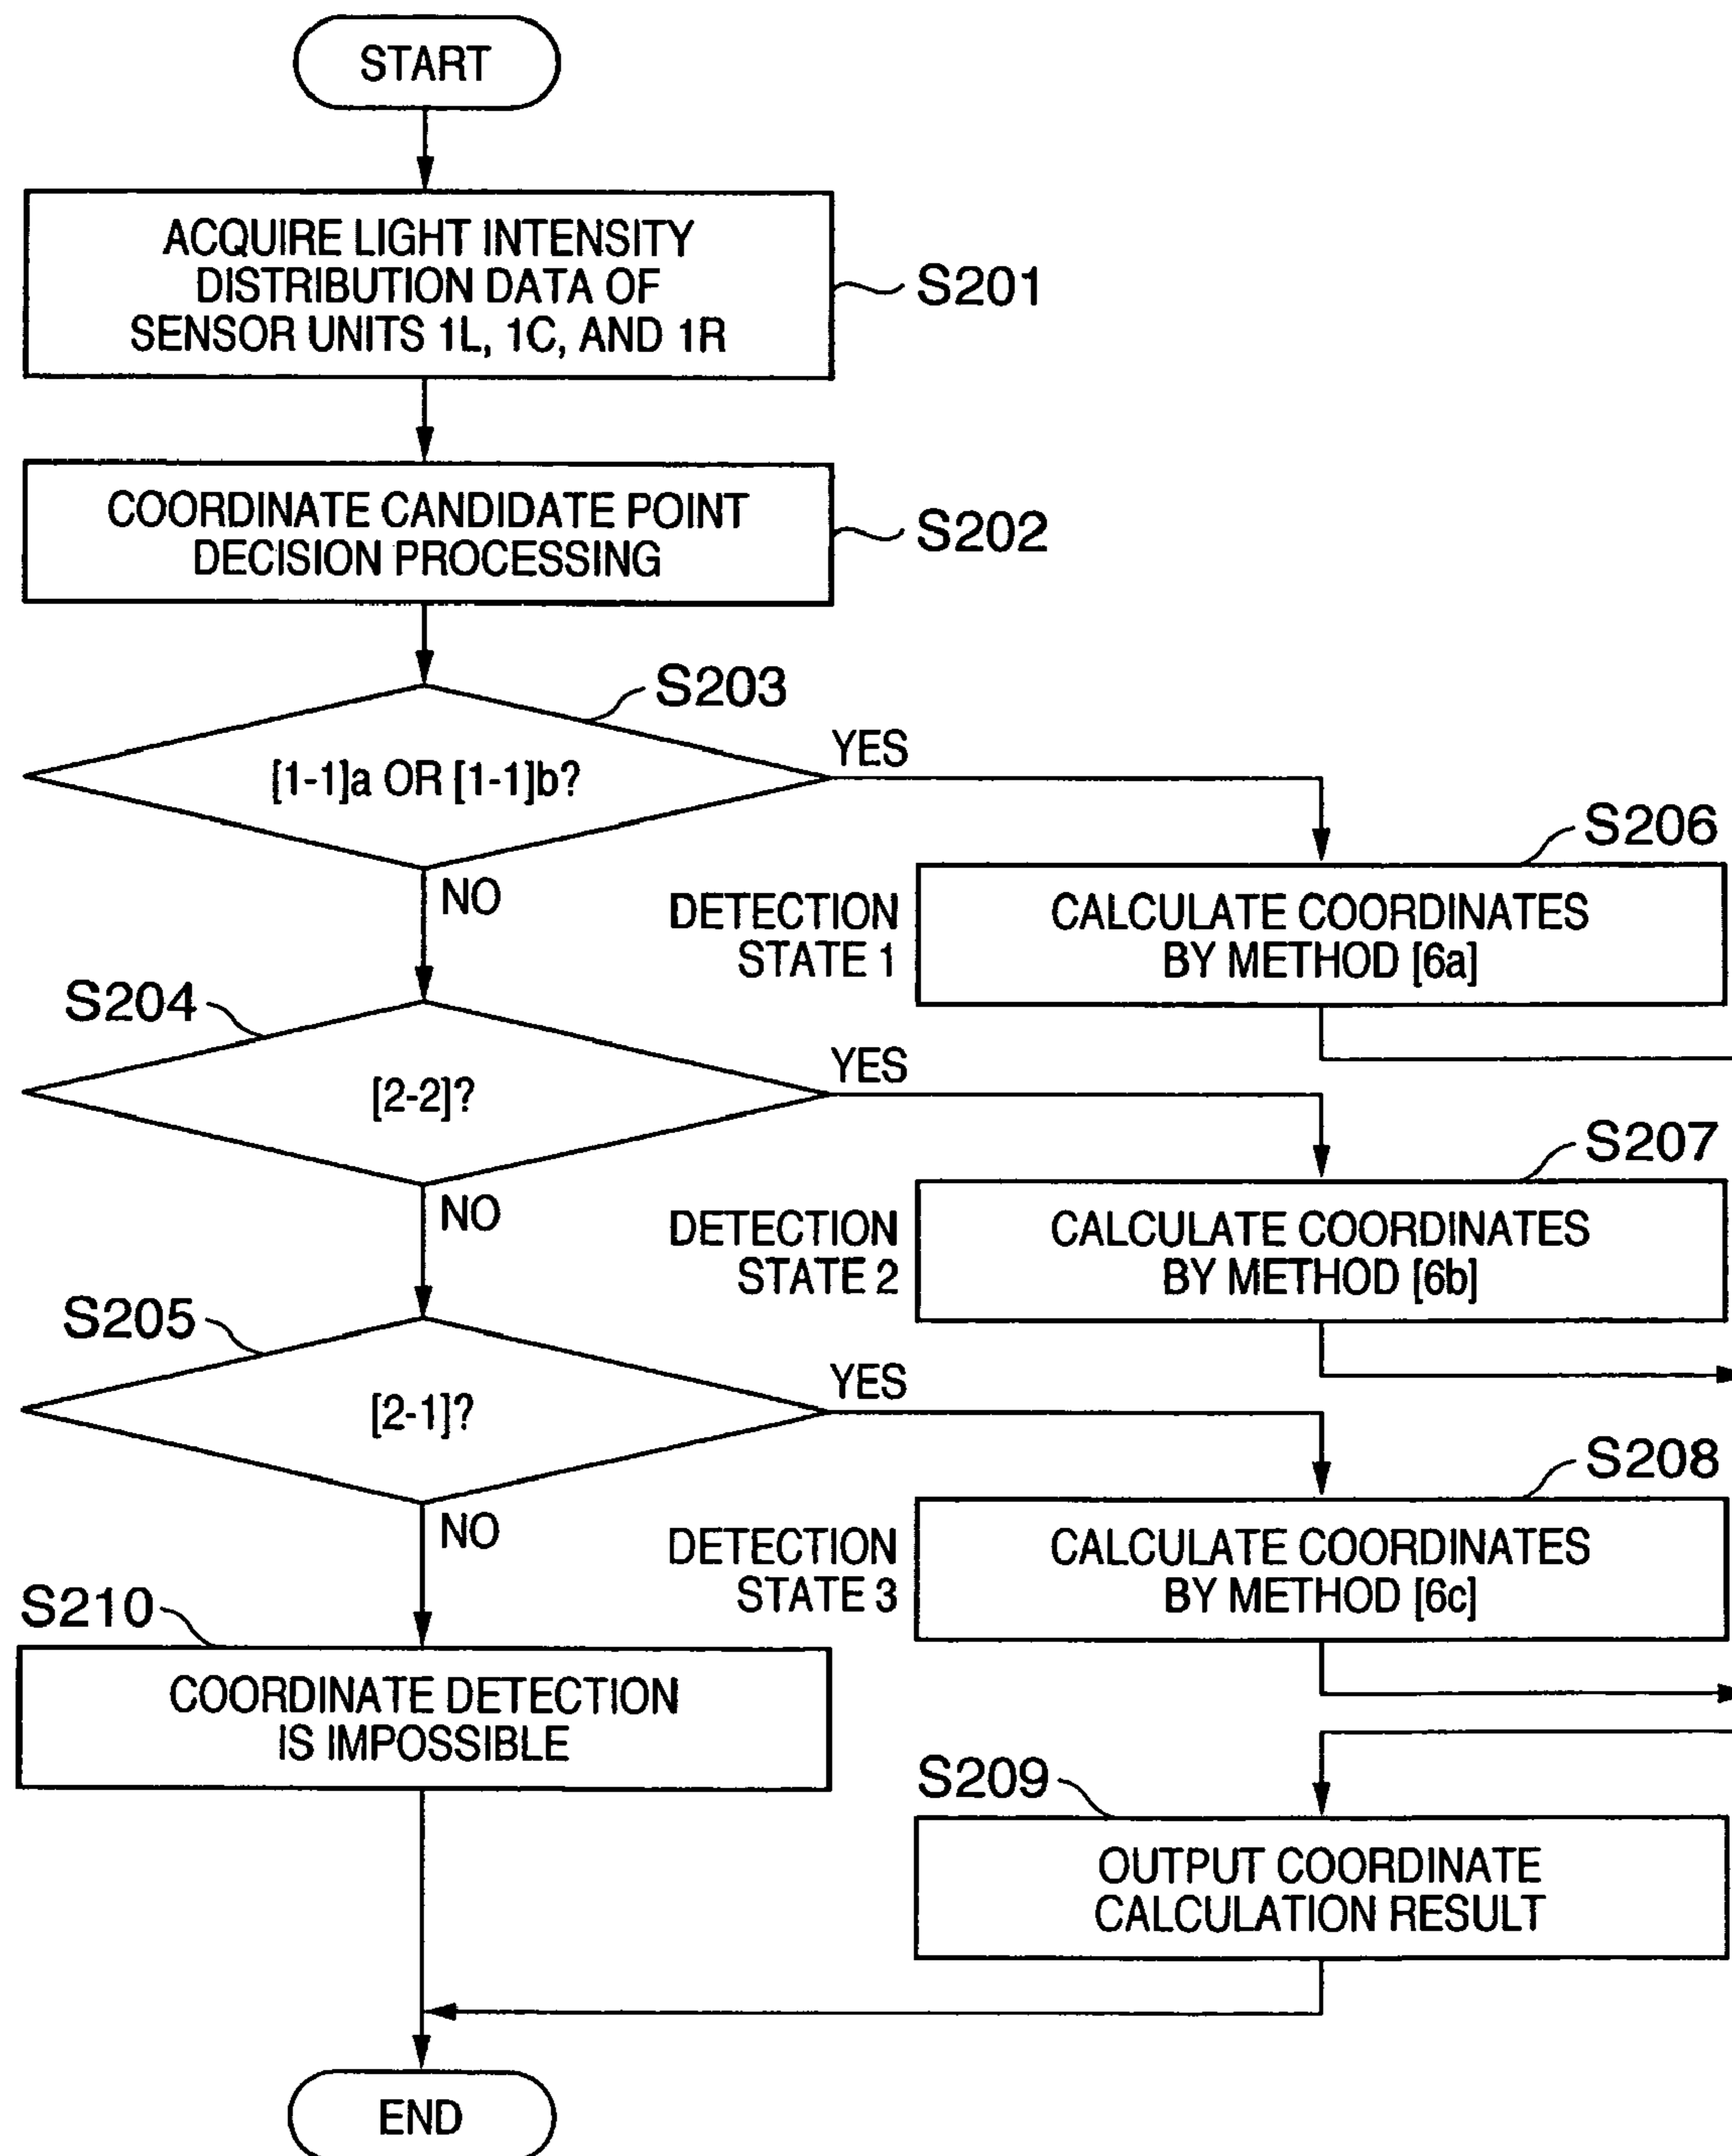 START
ACQUIRE LIGHT INTENSITY
DISTRIBUTION DATA OF
SENSOR UNITS 1L, 1C, AND 1R
S201
COORDINATE CANDIDATE POINT
DECISION PROCESSING
S202
S203
[1-1]a OR [1-1]b?
YES
NO
S206
DETECTION
STATE 1
CALCULATE COORDINATES
BY METHOD [6a]
S204
[2-2]?
YES
NO
S207
DETECTION
STATE 2
CALCULATE COORDINATES
BY METHOD [6b]
S205
[2-1]?
YES
NO
S208
DETECTION
STATE 3
CALCULATE COORDINATES
BY METHOD [6c]
S210
COORDINATE DETECTION
IS IMPOSSIBLE
S209
OUTPUT COORDINATE
CALCULATION RESULT
END